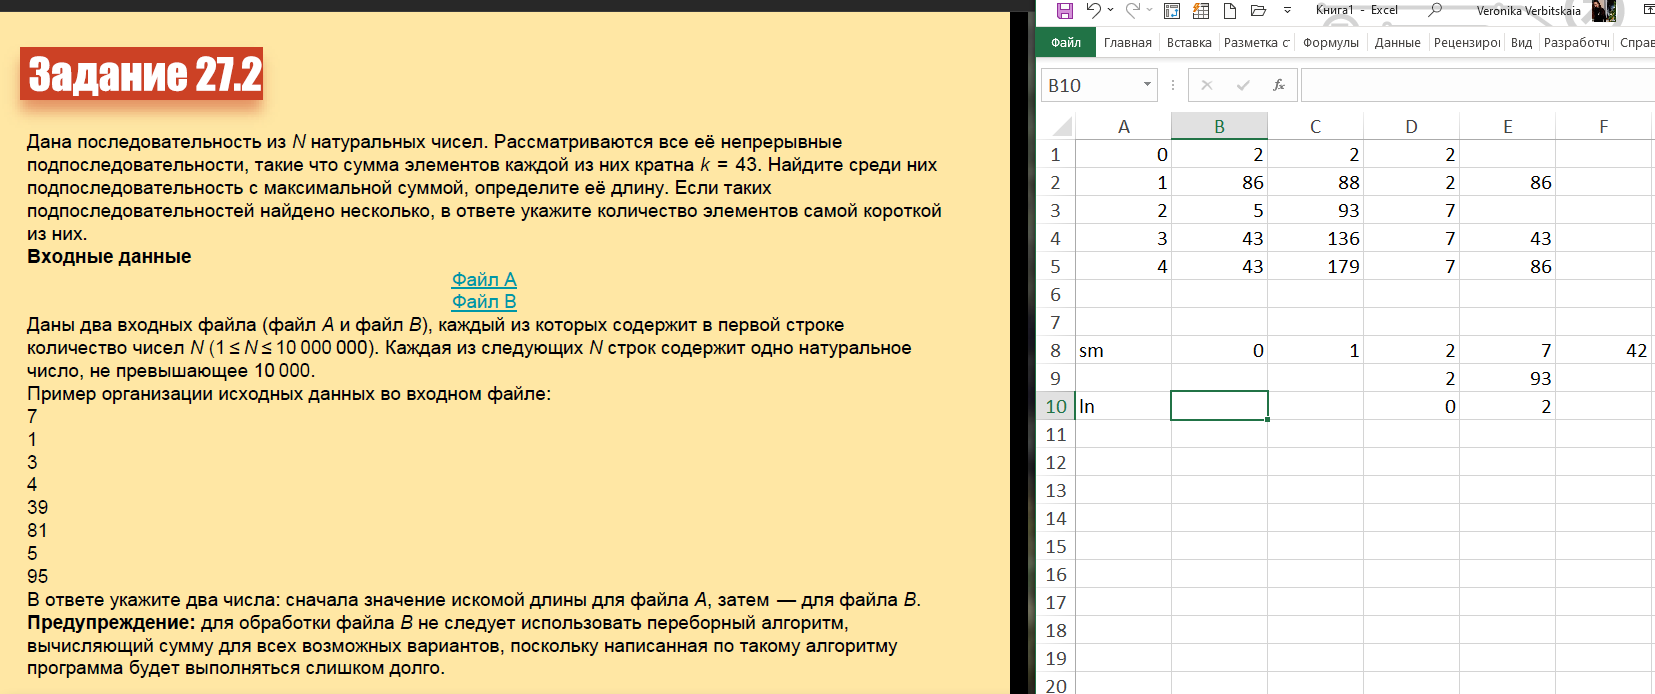 Задание 27.2
Дана последовательность из N натуральных чисел. Рассматриваются все её непрерывные
подпоследовательности, такие что сумма элементов каждой из них кратна k = 43. Найдите среди них
подпоследовательность с максимальной суммой, определите её длину. Если таких
подпоследовательностей найдено несколько, в ответе укажите количество элементов самой короткой
из них.
Входные данные
Файл A
Файл B
Даны два входных файла (файл A и файл B), каждый из которых содержит в первой строке
количество чисел N (1 ≤ N ≤ 10 000 000). Каждая из следующих N строк содержит одно натуральное
число, не превышающее 10 000.
Пример организации исходных данных во входном файле:
7
1
3
4
39
81
5
95
В ответе укажите два числа: сначала значение искомой длины для файла A, затем — для файла B.
Предупреждение: для обработки файла B не следует использовать переборный алгоритм,
вычисляющий сумму для всех возможных вариантов, поскольку написанная по такому алгоритму
программа будет выполняться слишком долго.
Книга1 - Excel Veronika Verbitskaia
Файл Главная Вставка Разметка с Формулы Данные Рецензиро Вид Разработчи Справ
B10 fx
A B C D E F
1 0 2 2 2
2 1 86 88 2 86
3 2 5 93 7
4 3 43 136 7 43
5 4 43 179 7 86
6
7
8 sm 0 1 2 7 42
9 2 93
10 ln 0 2
11
12
13
14
15
16
17
18
19
20